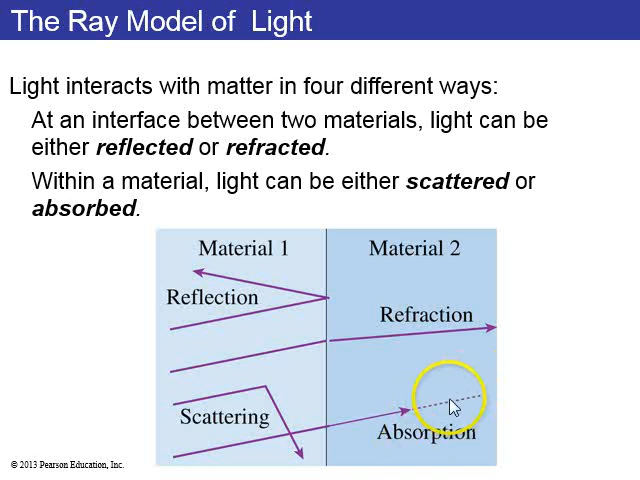 The Ray Model of Light
Light interacts with matter in four different ways:
At an interface between two materials, light can be
either reflected or refracted.
Within a material, light can be either scattered or
absorbed.
Material 1
Material 2
Reflection
Refraction
Scattering
Absorption
© 2013 Pearson Education, Inc.